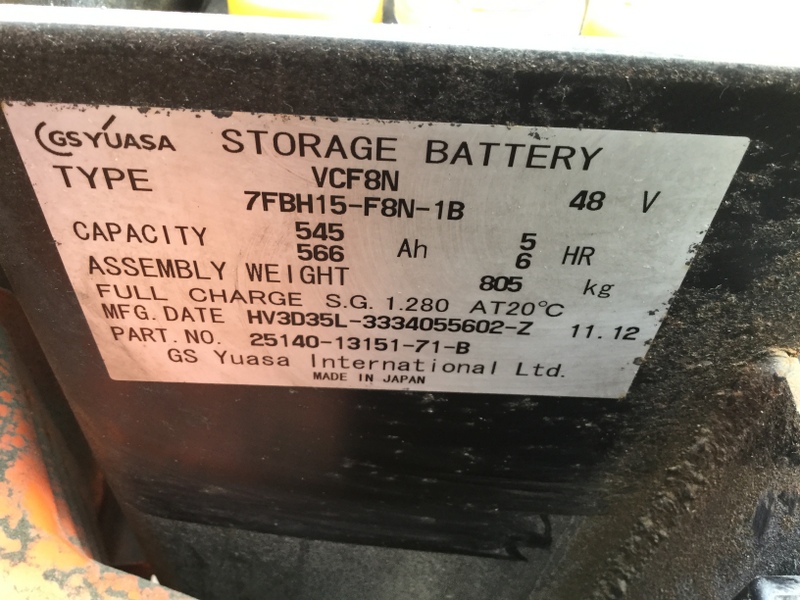 GS YUASA STORAGE BATTERY
TYPE VCF8N
7FBH15-F8N-1B 48 V
CAPACITY 545 Ah 5 HR
566 6
ASSEMBLY WEIGHT 805 kg
FULL CHARGE S.G. 1.280 AT20°C
MFG. DATE HV3D35L-3334055602-Z 11.12
PART. NO. 25140-13151-71-B
GS Yuasa International Ltd.
MADE IN JAPAN